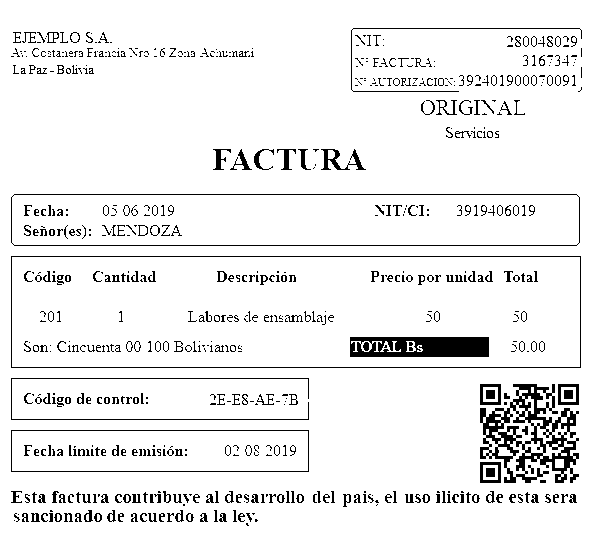 EJEMPLO S.A.
Av. Costanera Francia Nro 16 Zona Achumani
La Paz - Bolivia
NIT: 280048029
Nº FACTURA: 3167347
Nº AUTORIZACION: 392401900070091
ORIGINAL
Servicios
FACTURA
Fecha: 05 06 2019 NIT/CI: 3919406019
Señor(es): MENDOZA
Código Cantidad Descripción Precio por unidad Total
201 1 Labores de ensamblaje 50 50
Son: Cincuenta 00 100 Bolivianos TOTAL Bs 50.00
Código de control: 2E-E8-AE-7B
Fecha límite de emisión: 02 08 2019
Esta factura contribuye al desarrollo del pais, el uso ilicito de esta sera
sancionado de acuerdo a la ley.